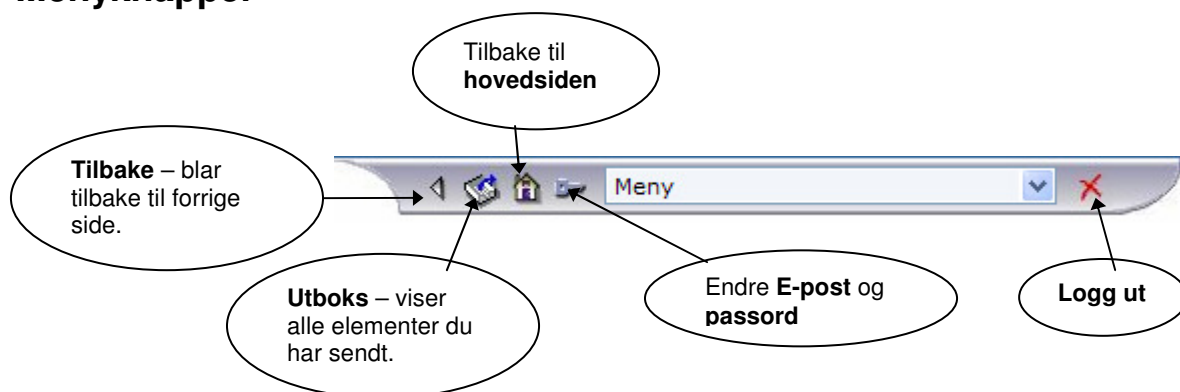 Menyknapper
Tilbake til
hovedsiden
Tilbake – blar
tilbake til forrige
side.
Meny
Utboks – viser
alle elementer du
har sendt.
Endre E-post og
passord
Logg ut